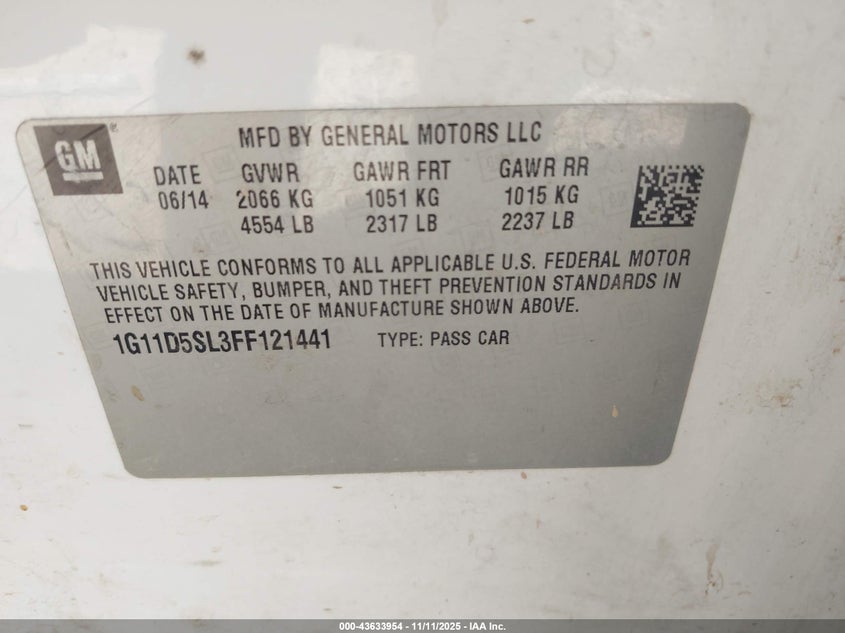 GM
MFD BY GENERAL MOTORS LLC
DATE GVWR GAWR FRT GAWR RR
06/14 2066 KG 1051 KG 1015 KG
4554 LB 2317 LB 2237 LB
THIS VEHICLE CONFORMS TO ALL APPLICABLE U.S. FEDERAL MOTOR
VEHICLE SAFETY, BUMPER, AND THEFT PREVENTION STANDARDS IN
EFFECT ON THE DATE OF MANUFACTURE SHOWN ABOVE.
1G11D5SL3FF121441 TYPE: PASS CAR
000-43633954 - 11/11/2025 - IAA Inc.